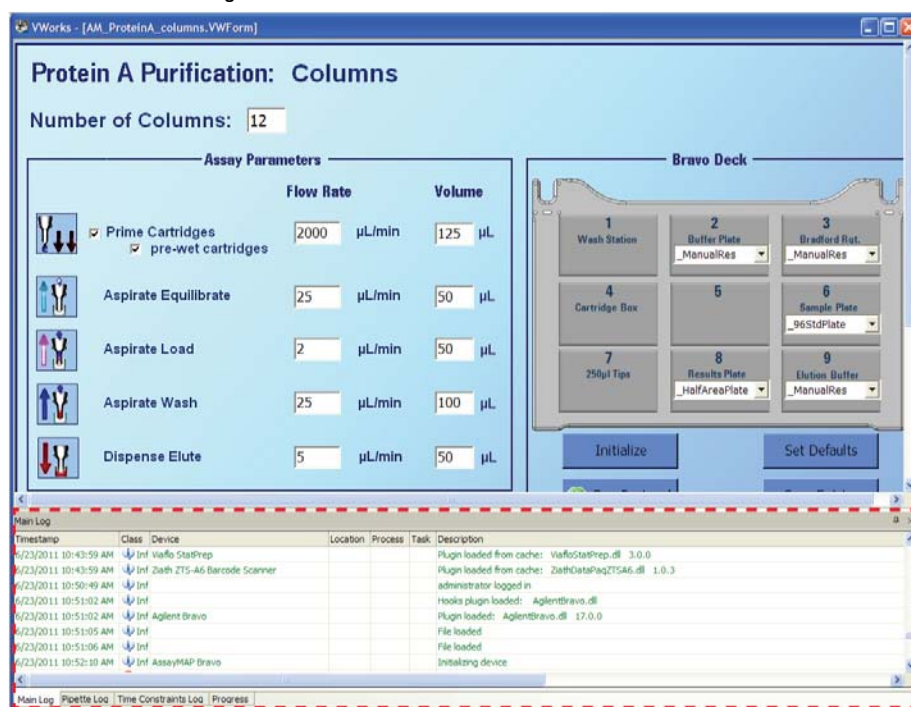 VWorks - [AM_ProteinA_columns.VWForm]
Protein A Purification: Columns
Number of Columns: 12
Assay Parameters
Flow Rate Volume
Prime Cartridges 2000 µL/min 125 µL
pre-wet cartridges
Aspirate Equilibrate 25 µL/min 50 µL
Aspirate Load 2 µL/min 50 µL
Aspirate Wash 25 µL/min 100 µL
Dispense Elute 5 µL/min 50 µL
Bravo Deck
1
Wash Station
2
Buffer Plate
_ManualRes
3
Bradford Rgt.
_ManualRes
4
Cartridge Box
5
6
Sample Plate
_96StdPlate
7
250µl Tips
8
Results Plate
_HalfAreaPlate
9
Elution Buffer
_ManualRes
Initialize Set Defaults
Main Log
Timestamp Class Device Location Process Task Description
6/23/2011 10:43:59 AM Inf Viaflo StatPrep Plugin loaded from cache: ViafloStatPrep.dll 3.0.0
6/23/2011 10:43:59 AM Inf Ziath ZTS-A6 Barcode Scanner Plugin loaded from cache: ZiathDataPaqZTSA6.dll 1.0.3
6/23/2011 10:50:49 AM Inf administrator logged in
6/23/2011 10:51:02 AM Inf Hooks plugin loaded: AgilentBravo.dll
6/23/2011 10:51:02 AM Inf Agilent Bravo Plugin loaded: AgilentBravo.dll 17.0.0
6/23/2011 10:51:05 AM Inf File loaded
6/23/2011 10:51:06 AM Inf File loaded
6/23/2011 10:52:10 AM Inf AssayMAP Bravo Initializing device
Main Log Pipette Log Time Constraints Log Progress